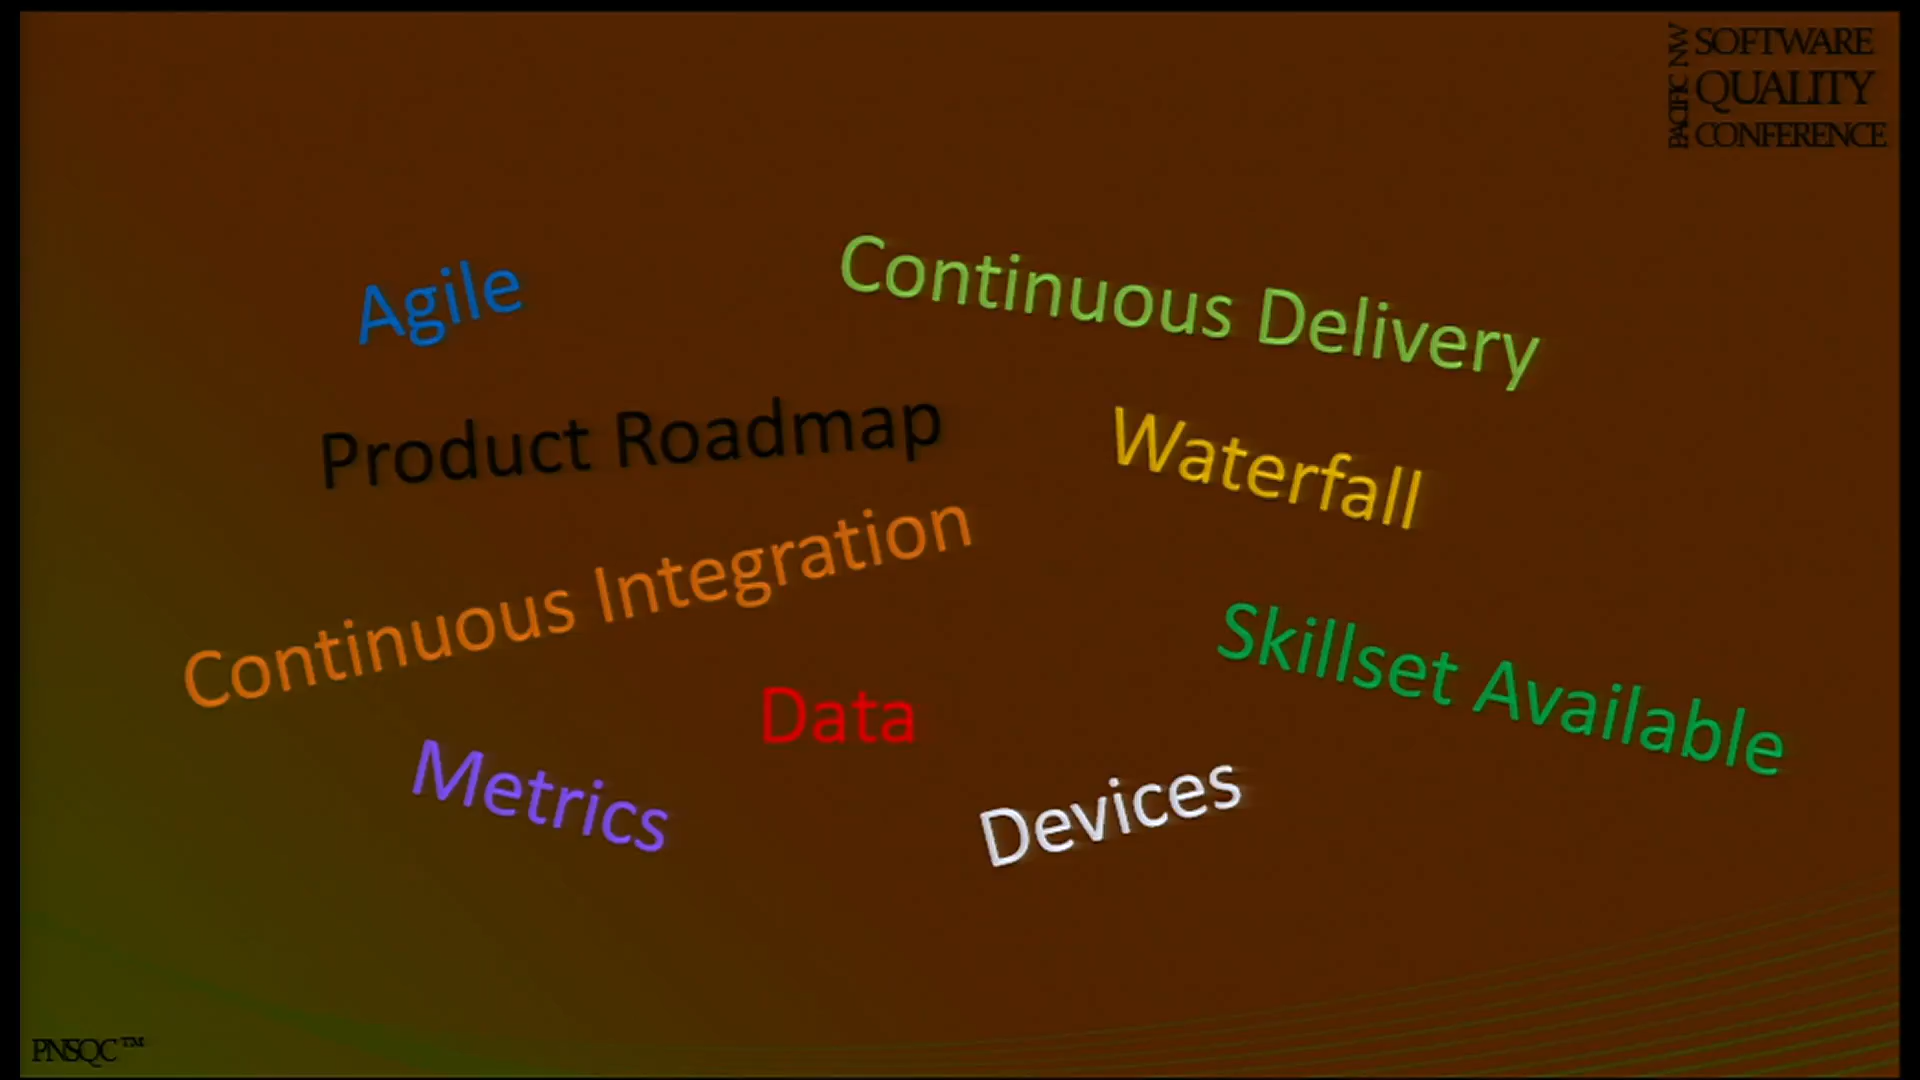 PACIFIC NW
SOFTWARE
QUALITY
CONFERENCE
Agile
Continuous Delivery
Product Roadmap
Waterfall
Continuous Integration
Skillset Available
Data
Metrics
Devices
PNSQC™